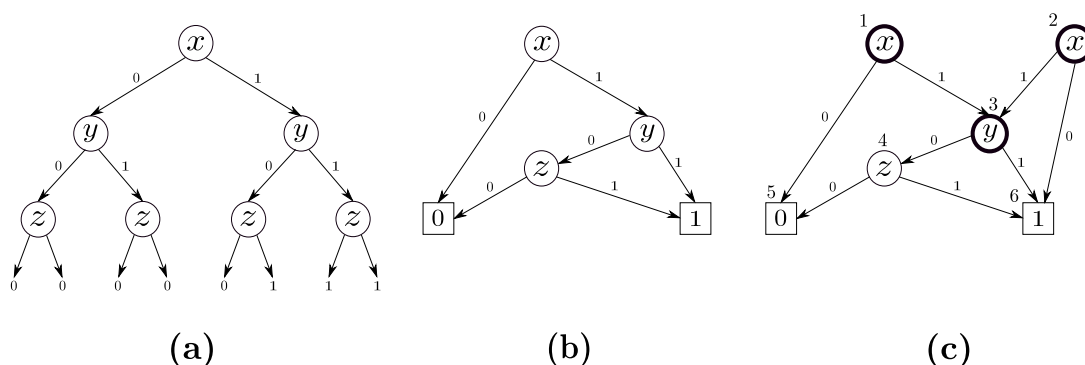 x x 1 x 2 x
0 1 0 1 0 1 1 0
y y y 3 y
0 1 0 1 0 1 0 1
z z z z z 4 z
0 1 0 1
0 1 5 0 6 1
0 0 0 0 0 1 1 1
(a) (b) (c)